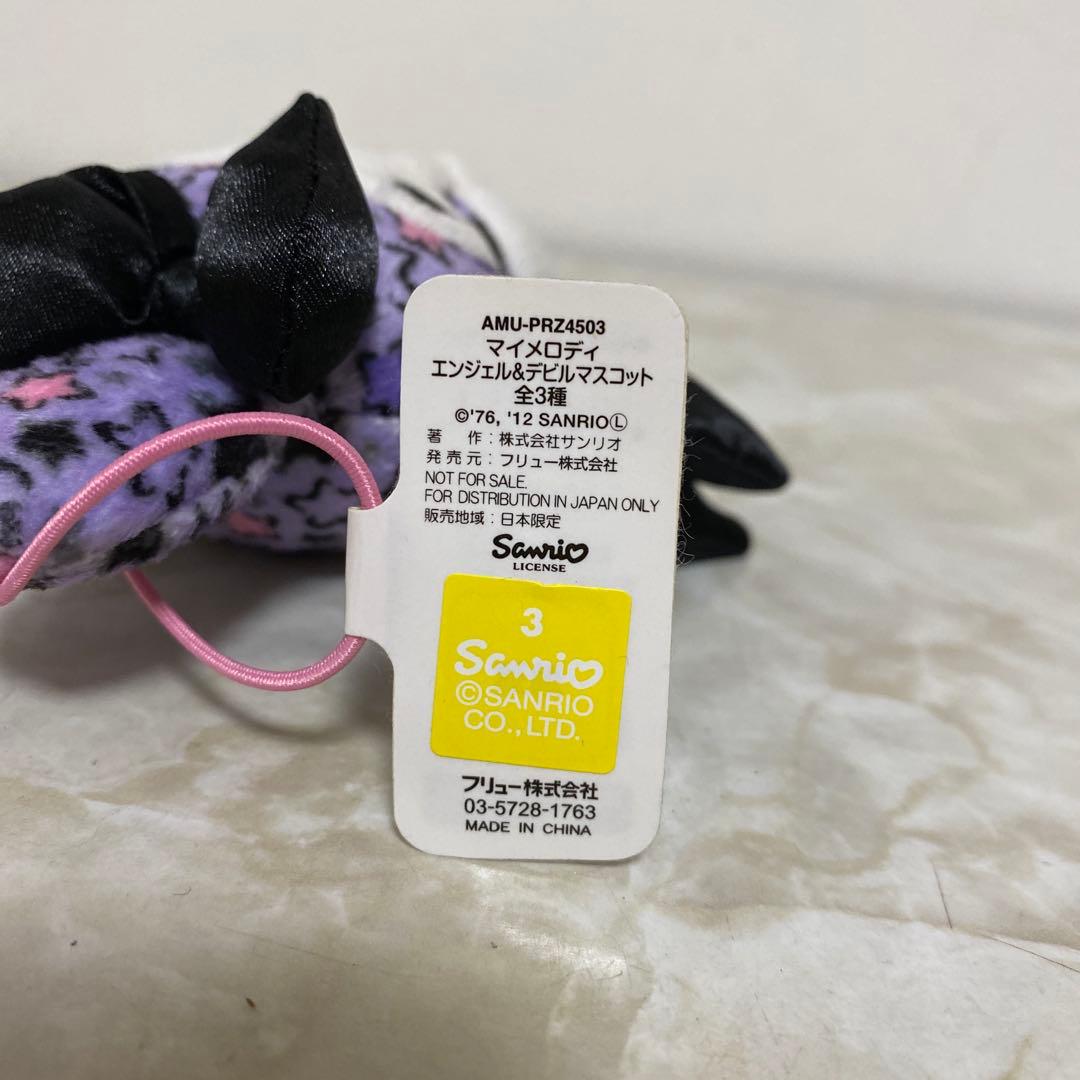 AMU-PRZ4503
マイメロディ
エンジェル&デビルマスコット
全3種
©'76, '12 SANRIOⓁ
著　作：株式会社サンリオ
発売元：フリュー株式会社
NOT FOR SALE.
FOR DISTRIBUTION IN JAPAN ONLY
販売地域：日本限定
Sanrio
LICENSE
3
Sanrio
©SANRIO
CO.,LTD.
フリュー株式会社
03-5728-1763
MADE IN CHINA